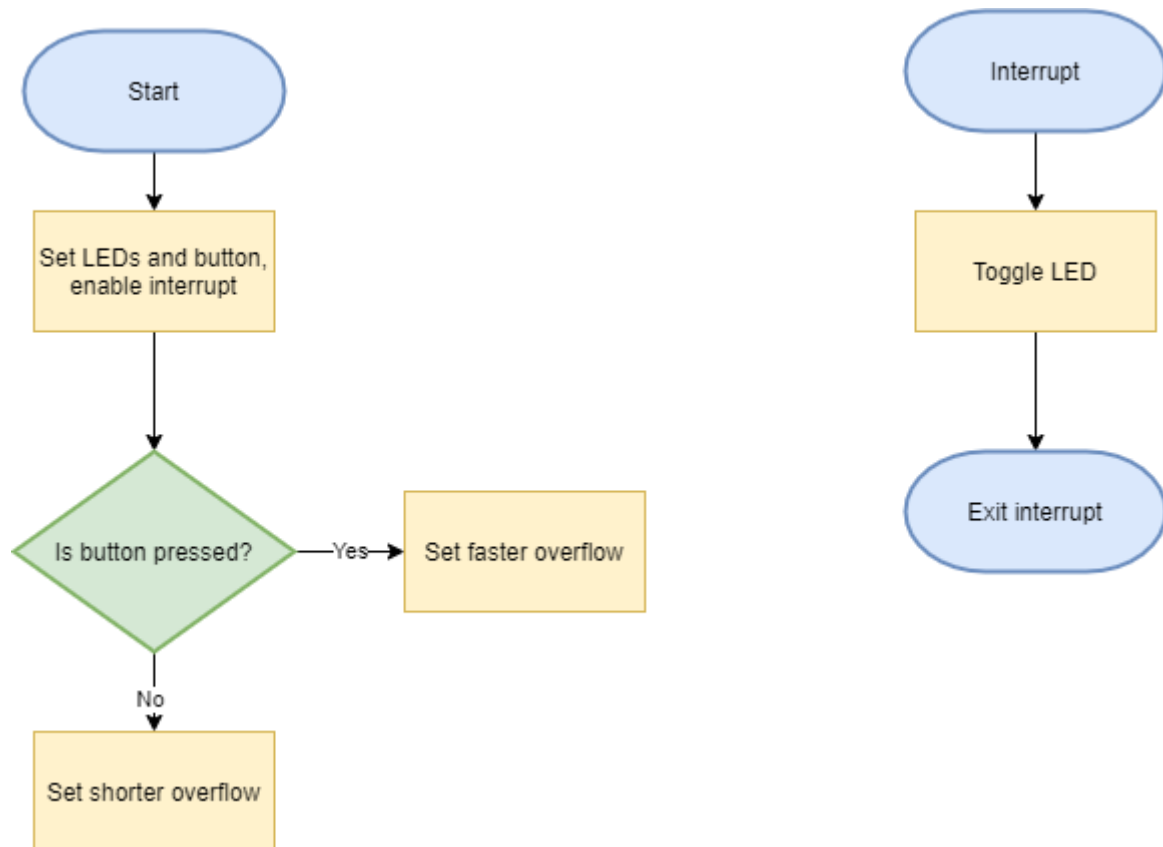 Start
Set LEDs and button,
enable interrupt
Is button pressed?
Yes
Set faster overflow
No
Set shorter overflow
Interrupt
Toggle LED
Exit interrupt